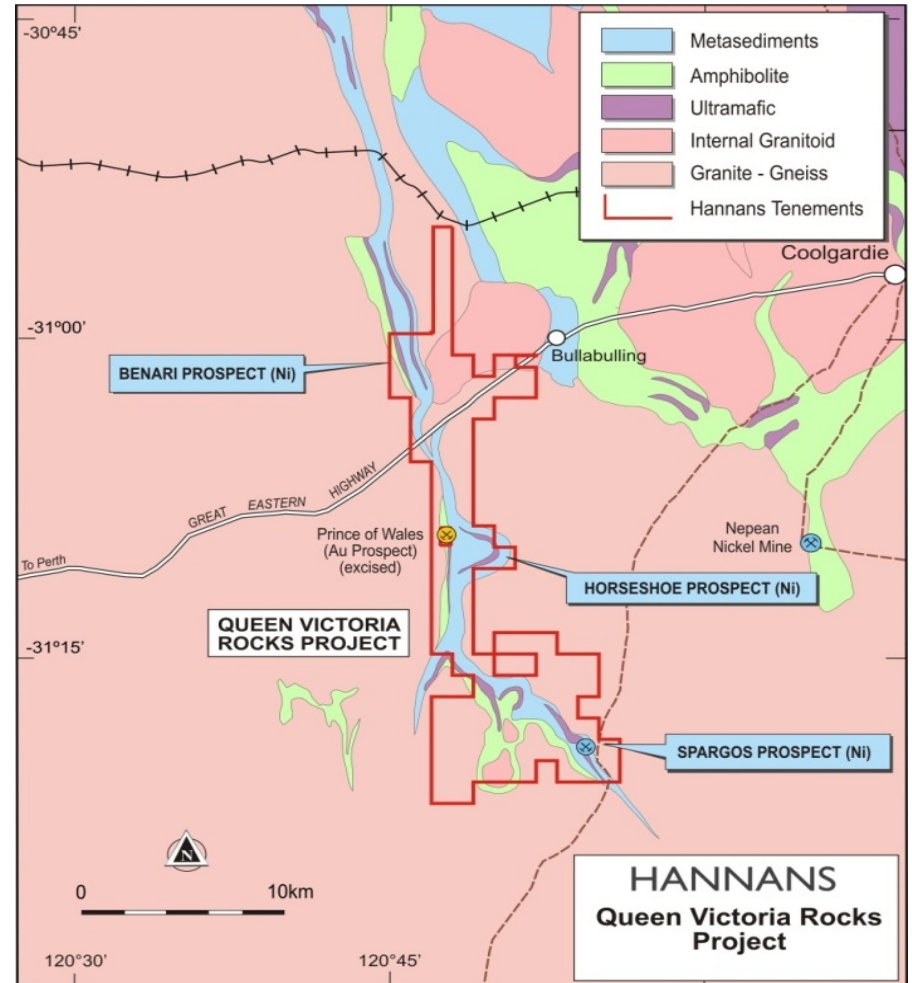 -30º45'
Metasediments
Amphibolite
Ultramafic
Internal Granitoid
Granite - Gneiss
Hannans Tenements
Coolgardie
-31º00'
Bullabulling
BENARI PROSPECT (Ni)
GREAT EASTERN HIGHWAY
To Perth
Prince of Wales
(Au Prospect)
(excised)
Nepean
Nickel Mine
HORSESHOE PROSPECT (Ni)
QUEEN VICTORIA
ROCKS PROJECT
-31º15'
SPARGOS PROSPECT (Ni)
N
0 10km
HANNANS
Queen Victoria Rocks
Project
120º30' 120º45'